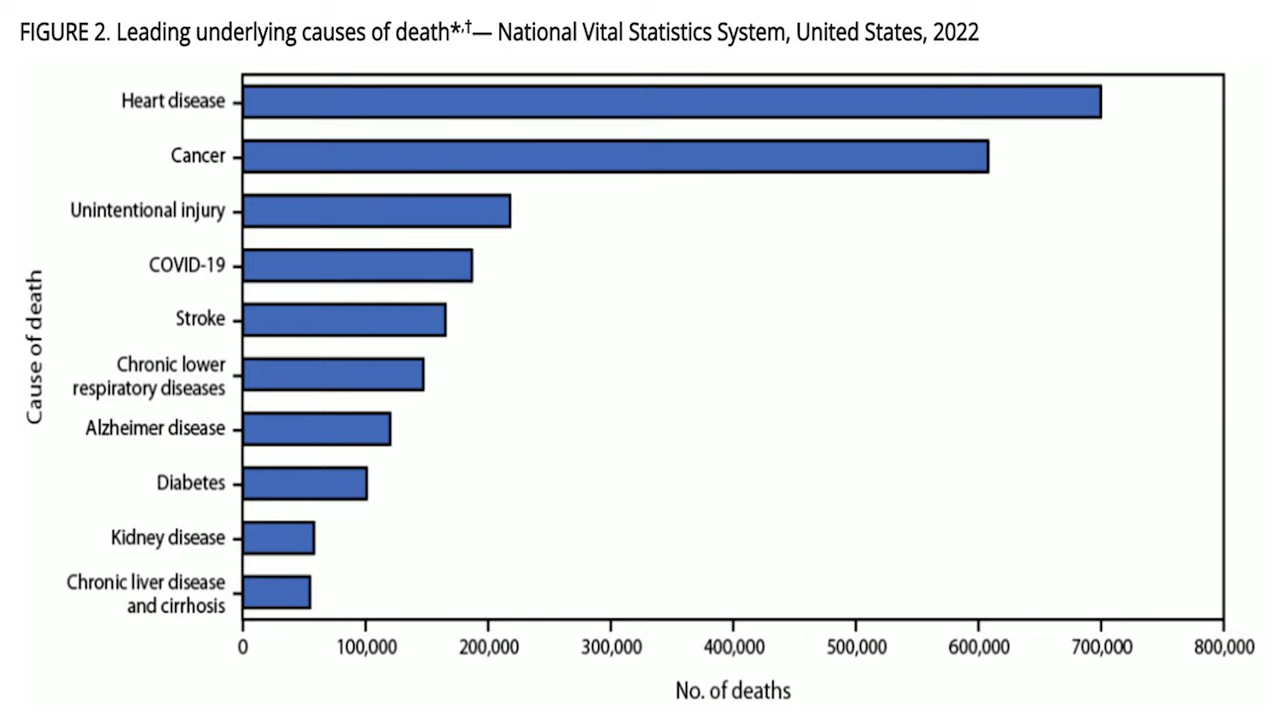 FIGURE 2. Leading underlying causes of death*,†— National Vital Statistics System, United States, 2022
Heart disease
Cancer
Unintentional injury
COVID-19
Stroke
Chronic lower
respiratory diseases
Alzheimer disease
Diabetes
Kidney disease
Chronic liver disease
and cirrhosis
Cause of death
0 100,000 200,000 300,000 400,000 500,000 600,000 700,000 800,000
No. of deaths